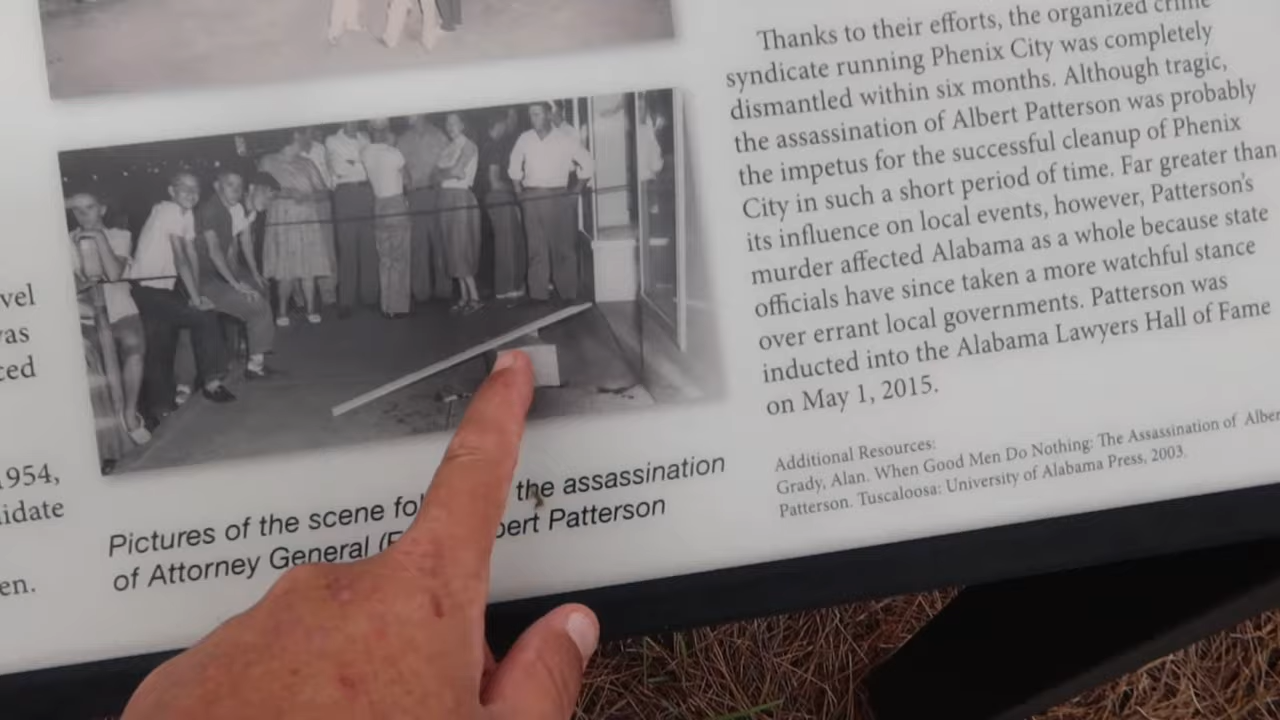 vel
as
ced
1954,
idate
en.
Pictures of the scene fo the assassination
of Attorney General ( bert Patterson
Thanks to their efforts, the organized crime
syndicate running Phenix City was completely
dismantled within six months. Although tragic,
the assassination of Albert Patterson was probably
the impetus for the successful cleanup of Phenix
City in such a short period of time. Far greater than
its influence on local events, however, Patterson's
murder affected Alabama as a whole because state
officials have since taken a more watchful stance
over errant local governments. Patterson was
inducted into the Alabama Lawyers Hall of Fame
on May 1, 2015.
Additional Resources:
Grady, Alan. When Good Men Do Nothing: The Assassination of Alber
Patterson. Tuscaloosa: University of Alabama Press, 2003.